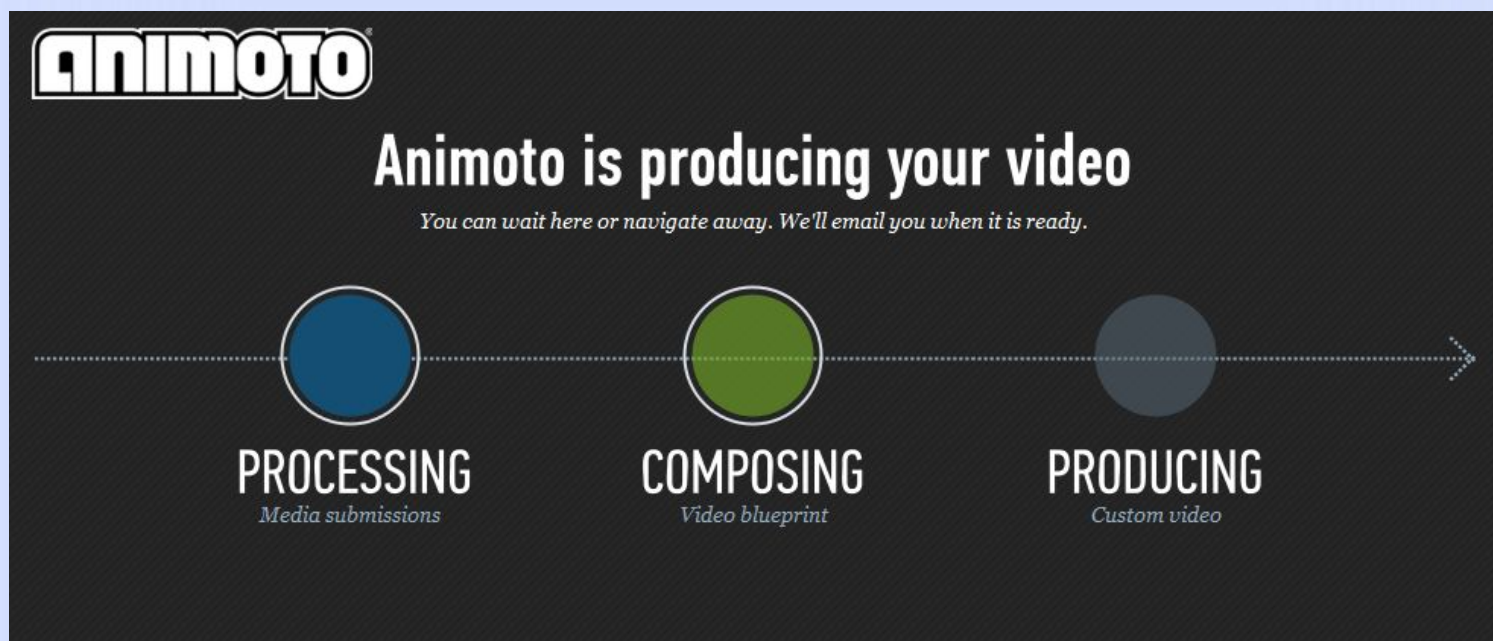 ANIMOTO®
Animoto is producing your video
You can wait here or navigate away. We'll email you when it is ready.
PROCESSING COMPOSING PRODUCING
Media submissions Video blueprint Custom video